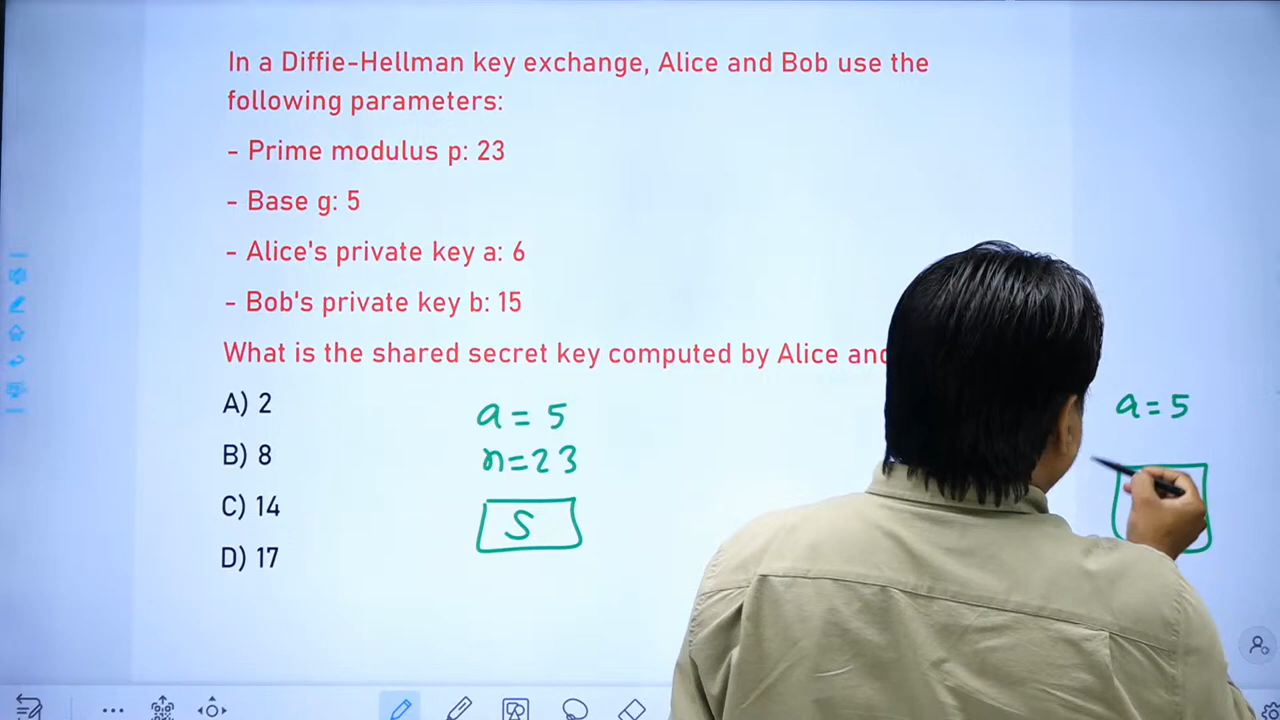 In a Diffie-Hellman key exchange, Alice and Bob use the
following parameters:
- Prime modulus p: 23
- Base g: 5
- Alice's private key a: 6
- Bob's private key b: 15
What is the shared secret key computed by Alice and
A) 2
B) 8
C) 14
D) 17
a = 5
n=23
S
a=5